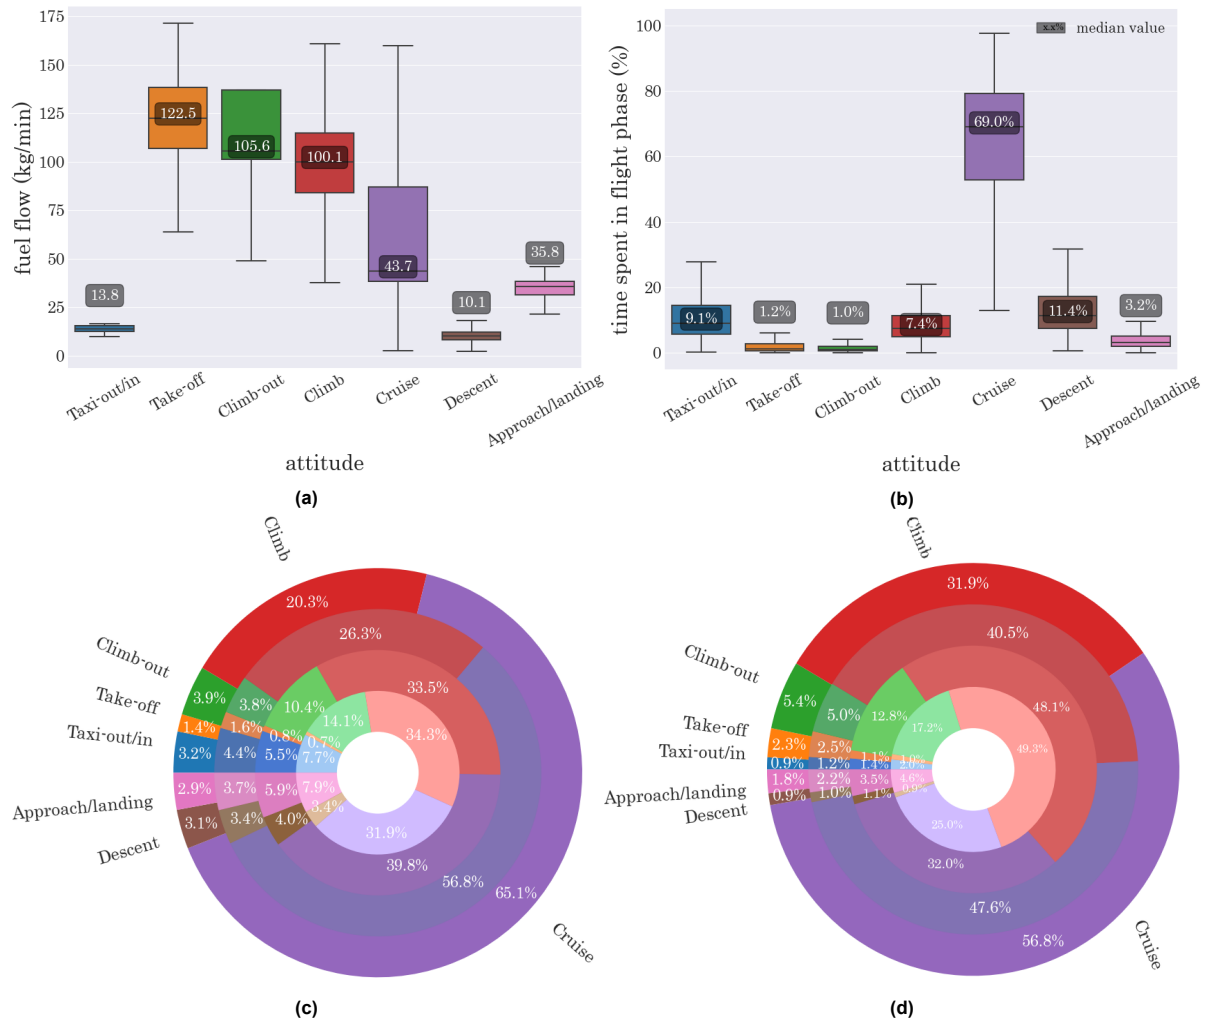 175
150
125
100
75
50
25
0
fuel flow (kg/min)
13.8
122.5
105.6
100.1
43.7
10.1
35.8
Taxi-out/in
Take-off
Climb-out
Climb
Cruise
Descent
Approach/landing
attitude
(a)
100
80
60
40
20
0
time spent in flight phase (%)
x.x% median value
9.1%
1.2%
1.0%
7.4%
69.0%
11.4%
3.2%
Taxi-out/in
Take-off
Climb-out
Climb
Cruise
Descent
Approach/landing
attitude
(b)
Climb
Climb-out
Take-off
Taxi-out/in
Approach/landing
Descent
Cruise
20.3%
26.3%
33.5%
34.3%
3.9%
3.8%
10.4%
14.1%
1.4%
1.6%
0.8%
0.7%
3.2%
4.4%
5.5%
7.7%
2.9%
3.7%
5.9%
7.9%
3.1%
3.4%
4.0%
3.4%
31.9%
39.8%
56.8%
65.1%
(c)
Climb
Climb-out
Take-off
Taxi-out/in
Approach/landing
Descent
Cruise
31.9%
40.5%
48.1%
49.3%
5.4%
5.0%
12.8%
17.2%
2.3%
2.5%
1.1%
0.9%
1.2%
1.4%
2.0%
1.8%
2.2%
3.5%
4.6%
0.9%
1.0%
1.1%
0.9%
25.0%
32.0%
47.6%
56.8%
(d)